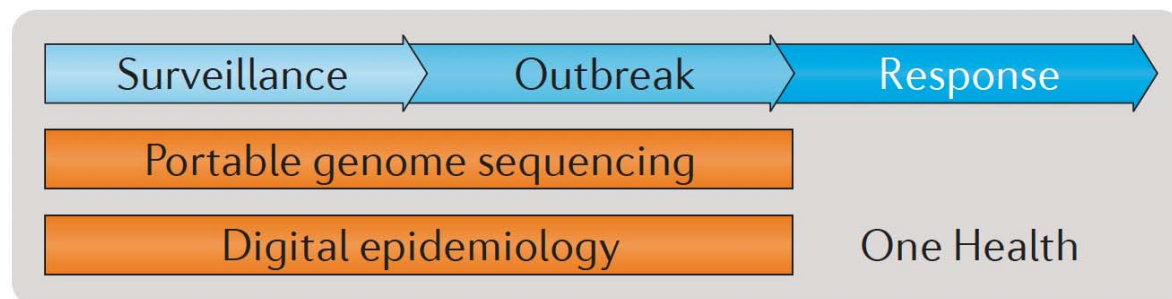 Surveillance Outbreak Response
Portable genome sequencing
Digital epidemiology One Health